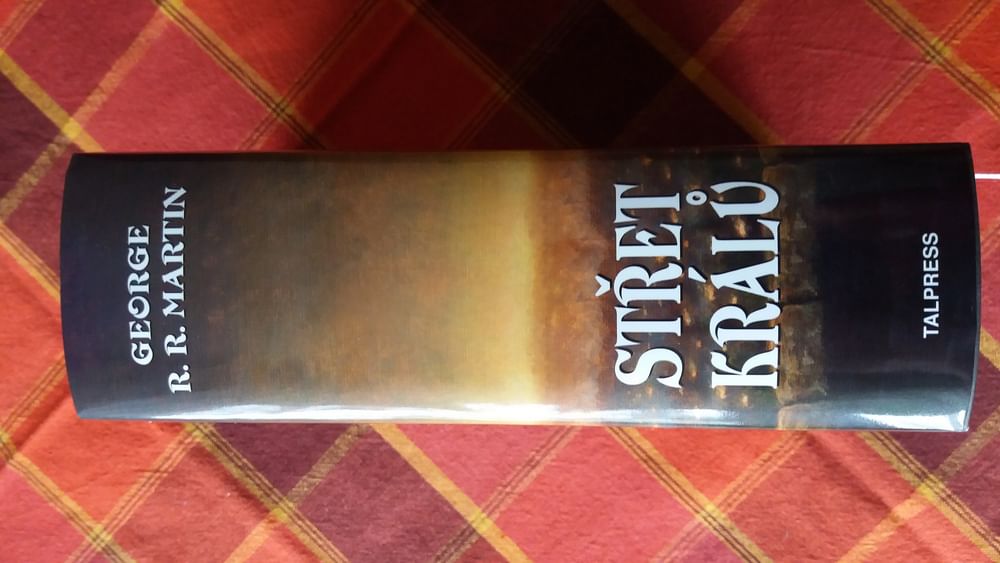 GEORGE
R. R. MARTIN
STŘET
KRÁLŮ
TALPRESS